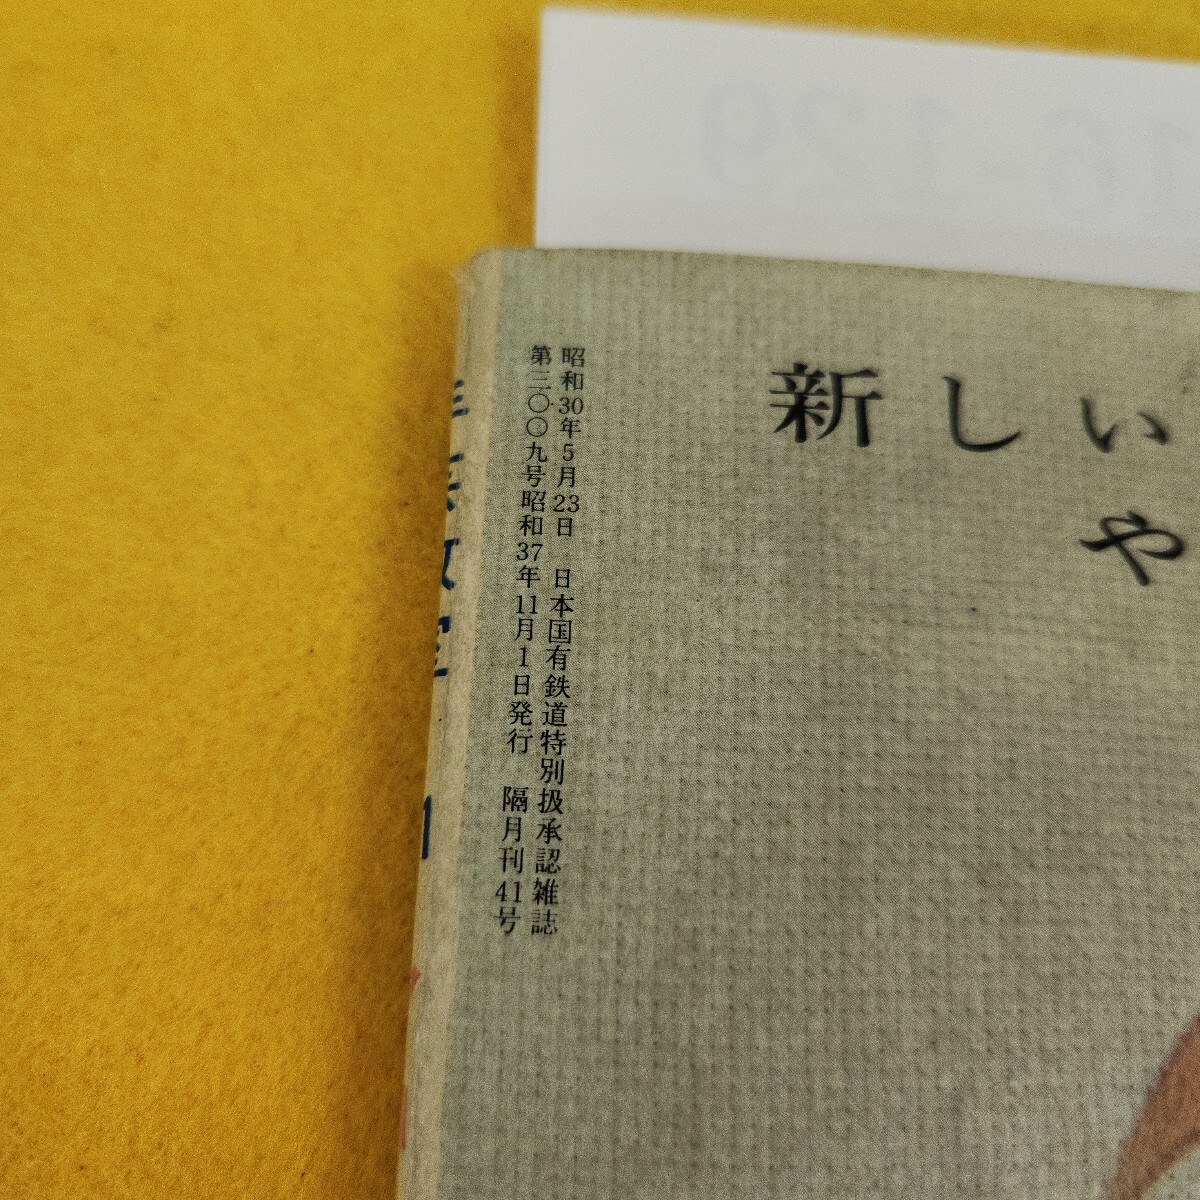 新しい
や
昭和30年5月23日 日本国有鉄道特別扱承認雑誌
第三〇〇九号昭和37年11月1日発行 隔月刊41号